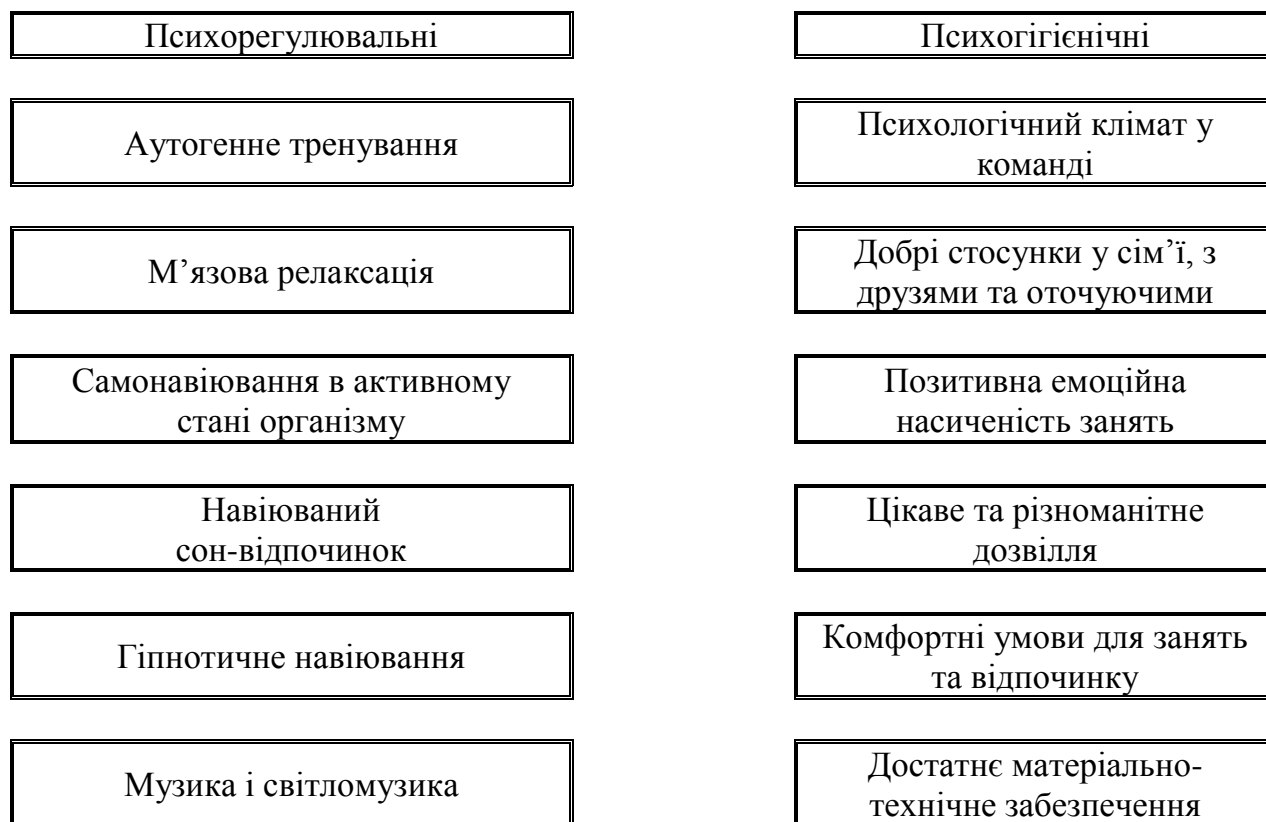 Психорегулювальні
Психогігієнічні
Аутогенне тренування
Психологічний клімат у
команді
М’язова релаксація
Добрі стосунки у сім’ї, з
друзями та оточуючими
Самонавіювання в активному
стані організму
Позитивна емоційна
насиченість занять
Навіюваний
сон-відпочинок
Цікаве та різноманітне
дозвілля
Гіпнотичне навіювання
Комфортні умови для занять
та відпочинку
Музика і світломузика
Достатнє матеріально-
технічне забезпечення